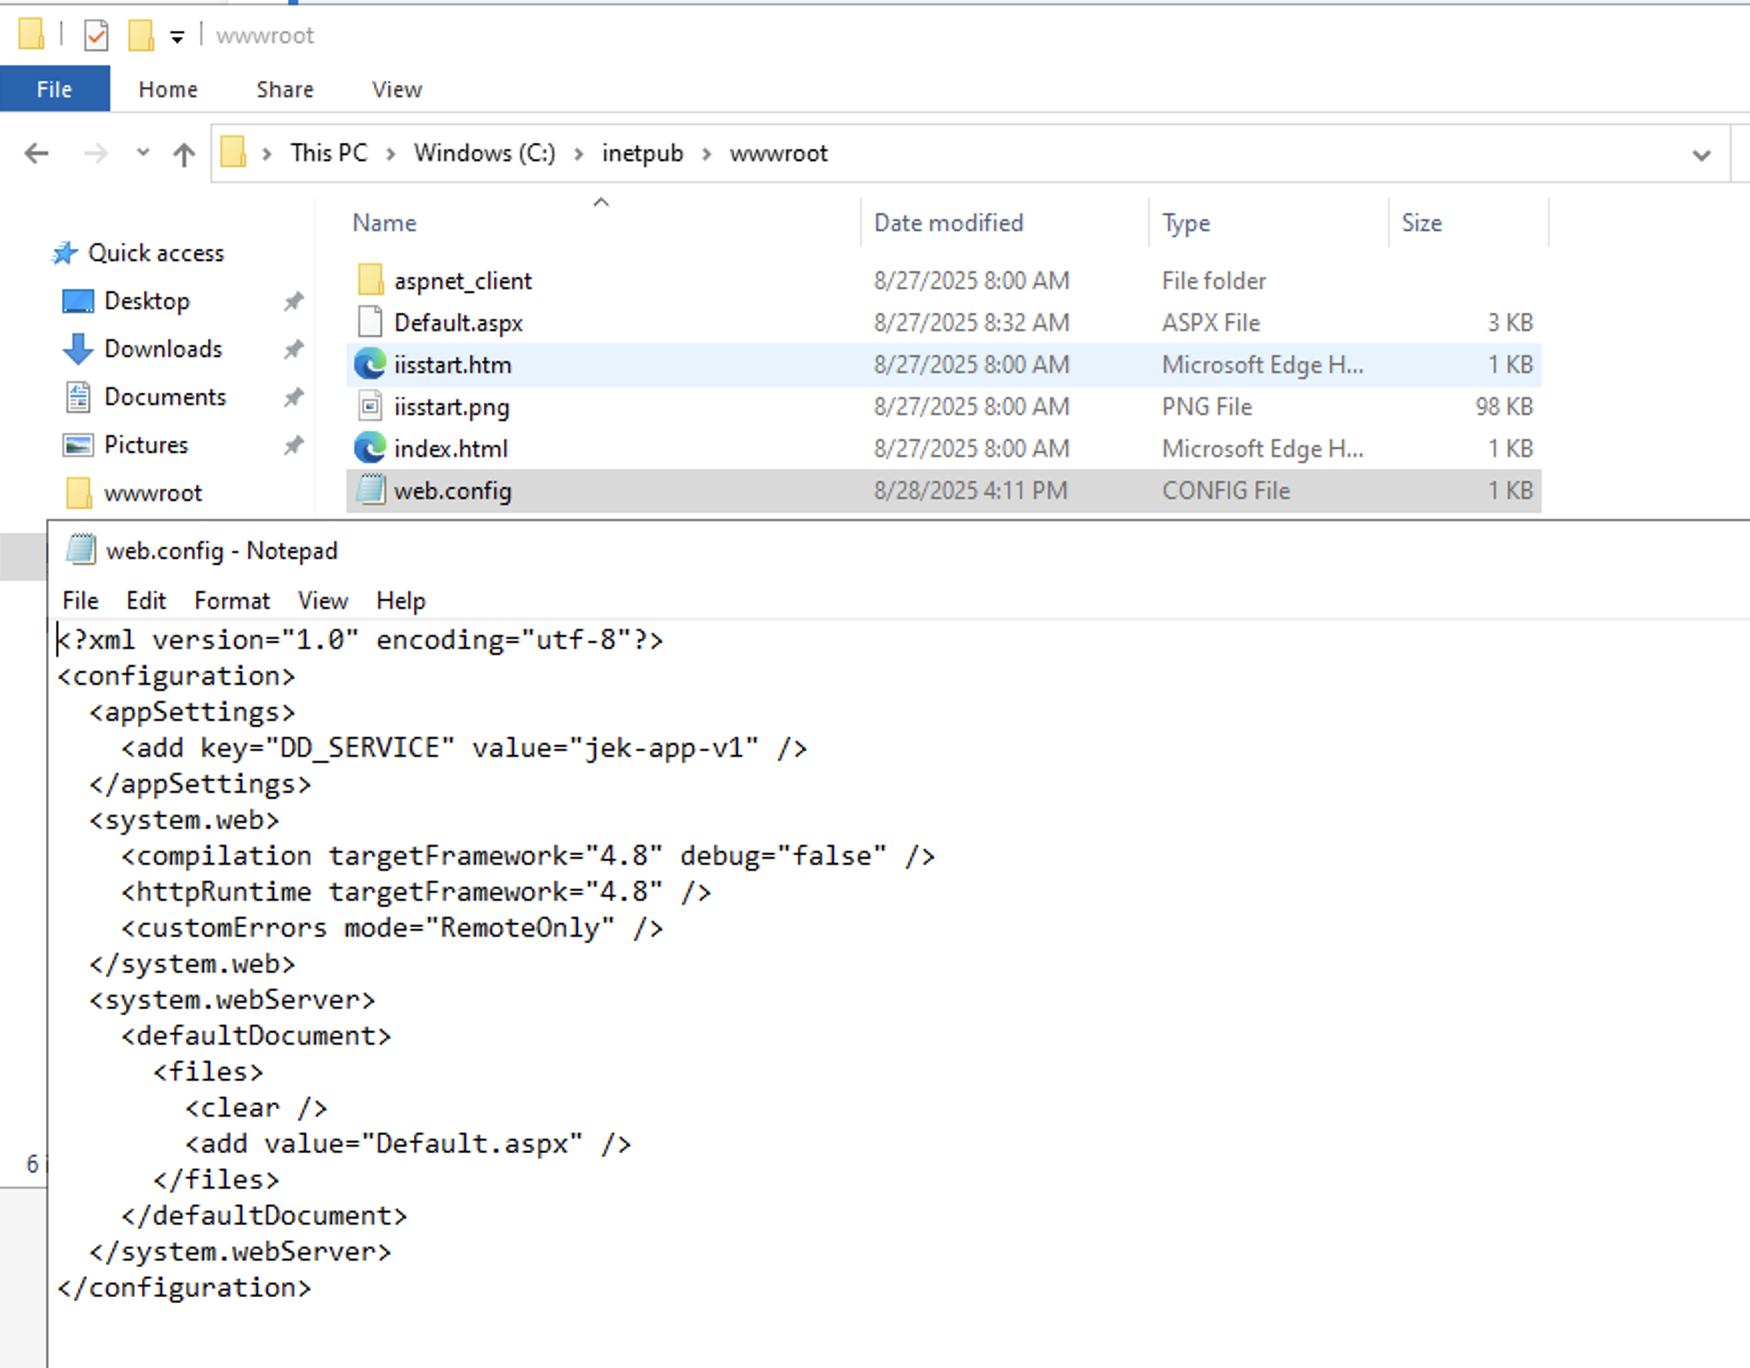 wwwroot
File Home Share View
This PC Windows (C:) inetpub wwwroot
Name Date modified Type Size
Quick access
Desktop
Downloads
Documents
Pictures
wwwroot
aspnet_client 8/27/2025 8:00 AM File folder
Default.aspx 8/27/2025 8:32 AM ASPX File 3 KB
iisstart.htm 8/27/2025 8:00 AM Microsoft Edge H... 1 KB
iisstart.png 8/27/2025 8:00 AM PNG File 98 KB
index.html 8/27/2025 8:00 AM Microsoft Edge H... 1 KB
web.config 8/28/2025 4:11 PM CONFIG File 1 KB
web.config - Notepad
File Edit Format View Help
<?xml version="1.0" encoding="utf-8"?>
<configuration>
  <appSettings>
    <add key="DD_SERVICE" value="jek-app-v1" />
  </appSettings>
  <system.web>
    <compilation targetFramework="4.8" debug="false" />
    <httpRuntime targetFramework="4.8" />
    <customErrors mode="RemoteOnly" />
  </system.web>
  <system.webServer>
    <defaultDocument>
      <files>
        <clear />
        <add value="Default.aspx" />
      </files>
    </defaultDocument>
  </system.webServer>
</configuration>
6